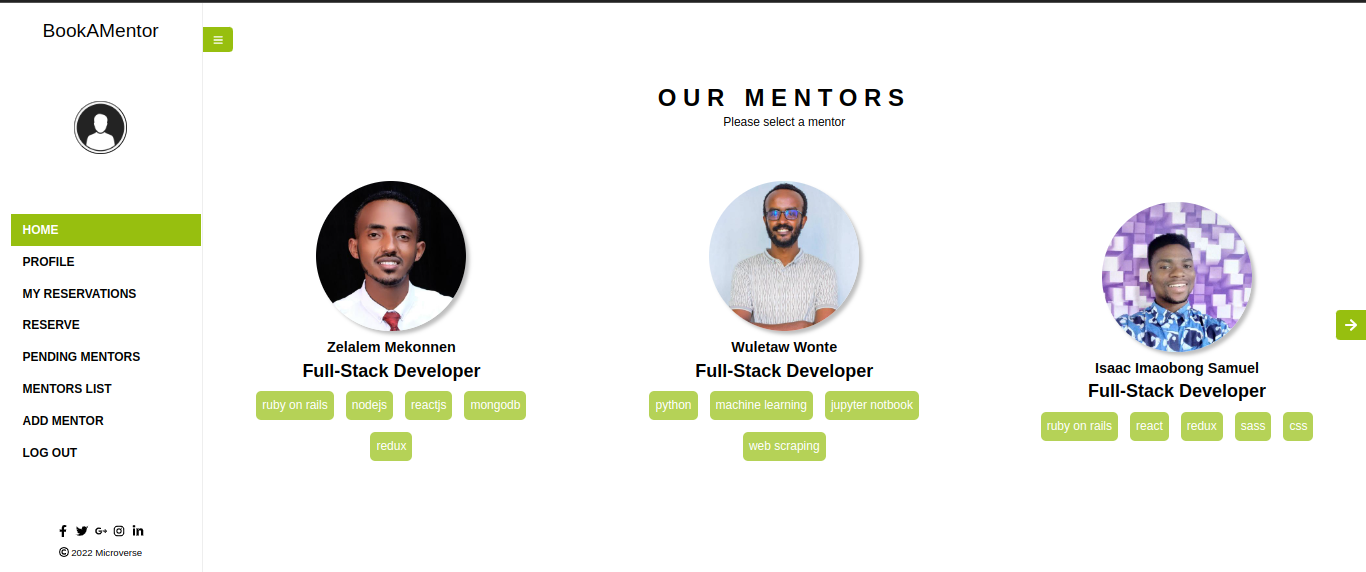 BookAMentor
HOME
PROFILE
MY RESERVATIONS
RESERVE
PENDING MENTORS
MENTORS LIST
ADD MENTOR
LOG OUT
© 2022 Microverse
OUR MENTORS
Please select a mentor
Zelalem Mekonnen
Full-Stack Developer
ruby on rails nodejs reactjs mongodb
redux
Wuletaw Wonte
Full-Stack Developer
python machine learning jupyter notbook
web scraping
Isaac Imaobong Samuel
Full-Stack Developer
ruby on rails react redux sass css